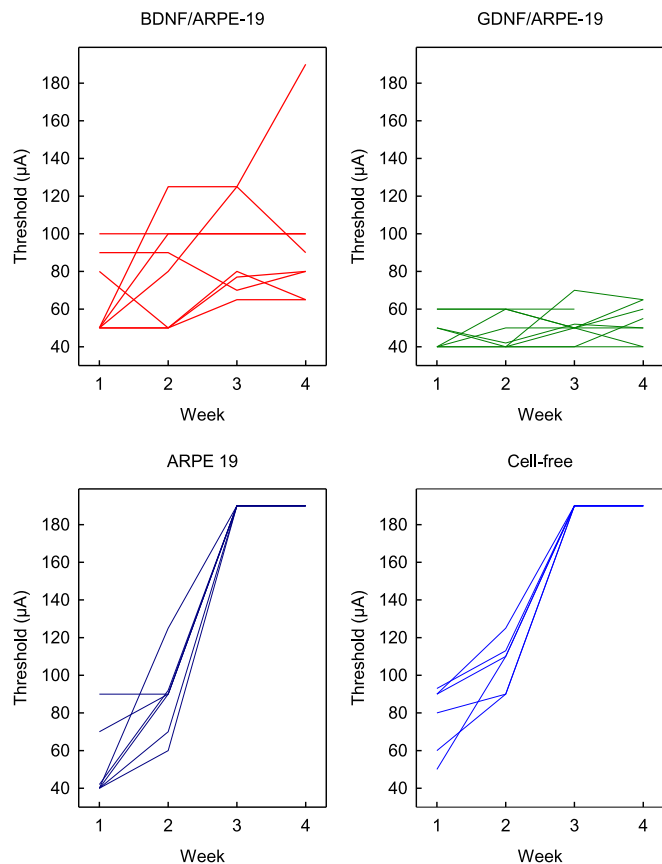 BDNF/ARPE-19
GDNF/ARPE-19
Threshold (µA)
180
160
140
120
100
80
60
40
1 2 3 4
Week
Threshold (µA)
180
160
140
120
100
80
60
40
1 2 3 4
Week
ARPE 19
Cell-free
Threshold (µA)
180
160
140
120
100
80
60
40
1 2 3 4
Week
Threshold (µA)
180
160
140
120
100
80
60
40
1 2 3 4
Week